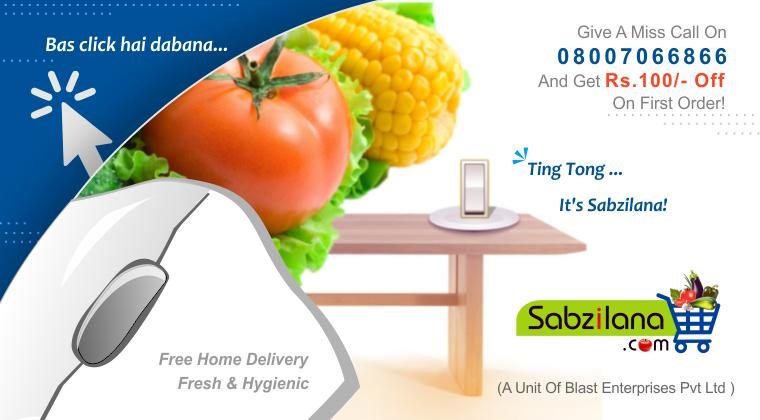 Bas click hai dabana...
Give A Miss Call On
08007066866
And Get Rs.100/- Off
On First Order!
Ting Tong ...
It's Sabzilana!
Sabzilana
.com
Free Home Delivery
Fresh & Hygienic
(A Unit Of Blast Enterprises Pvt Ltd )